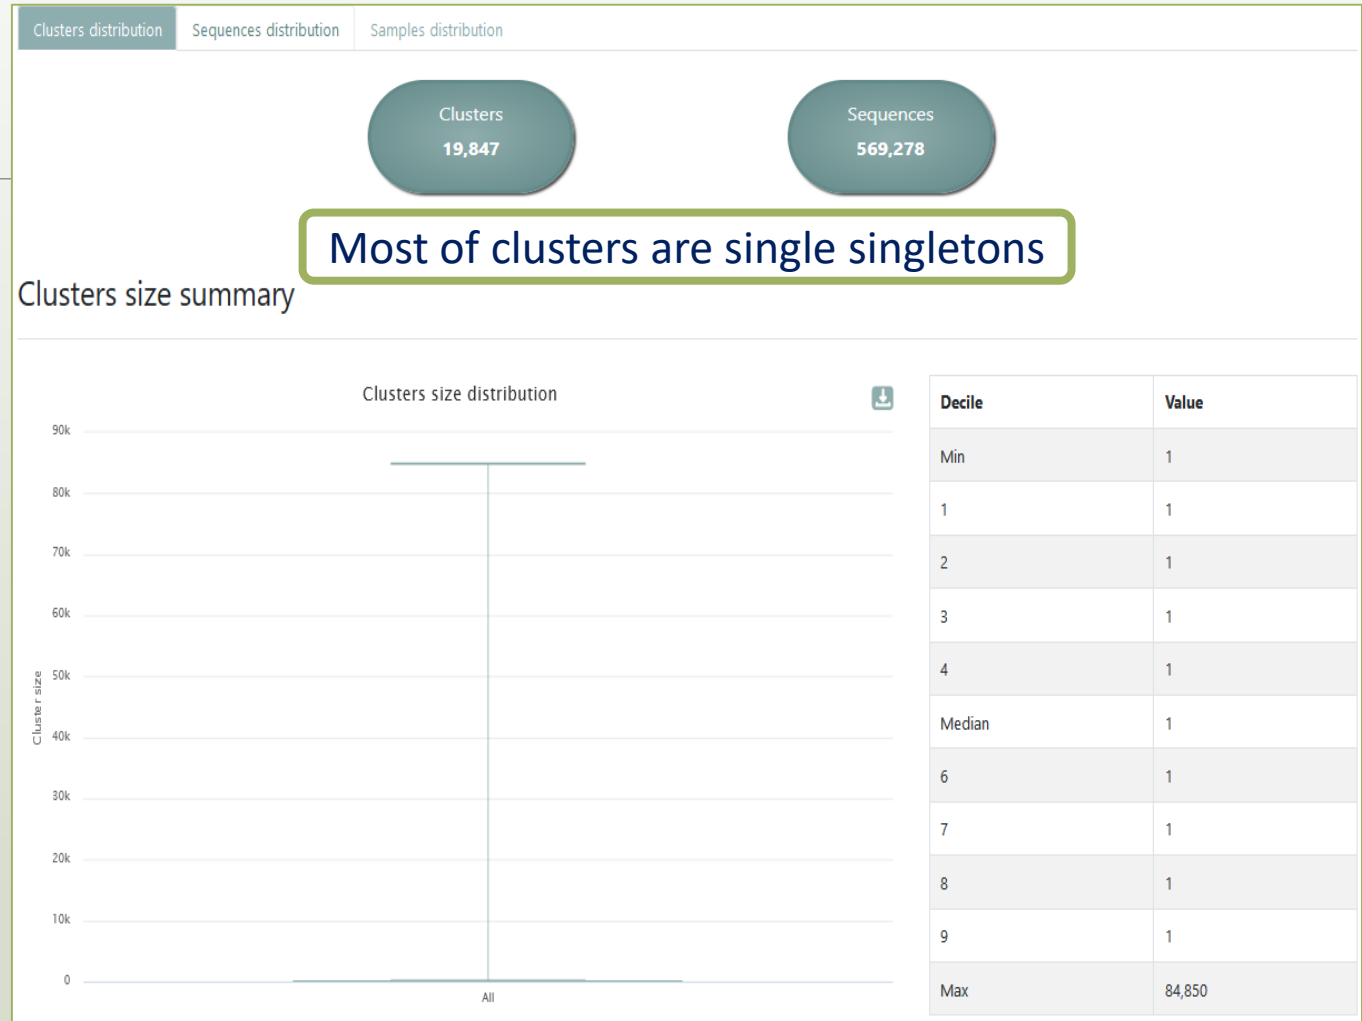 Clusters distribution Sequences distribution Samples distribution
Clusters Sequences
19,847 569,278
Most of clusters are single singletons
Clusters size summary
Clusters size distribution
90k
80k
70k
60k
50k
40k
30k
20k
10k
0
Cluster size
All
Decile Value
Min 1
1 1
2 1
3 1
4 1
Median 1
6 1
7 1
8 1
9 1
Max 84,850